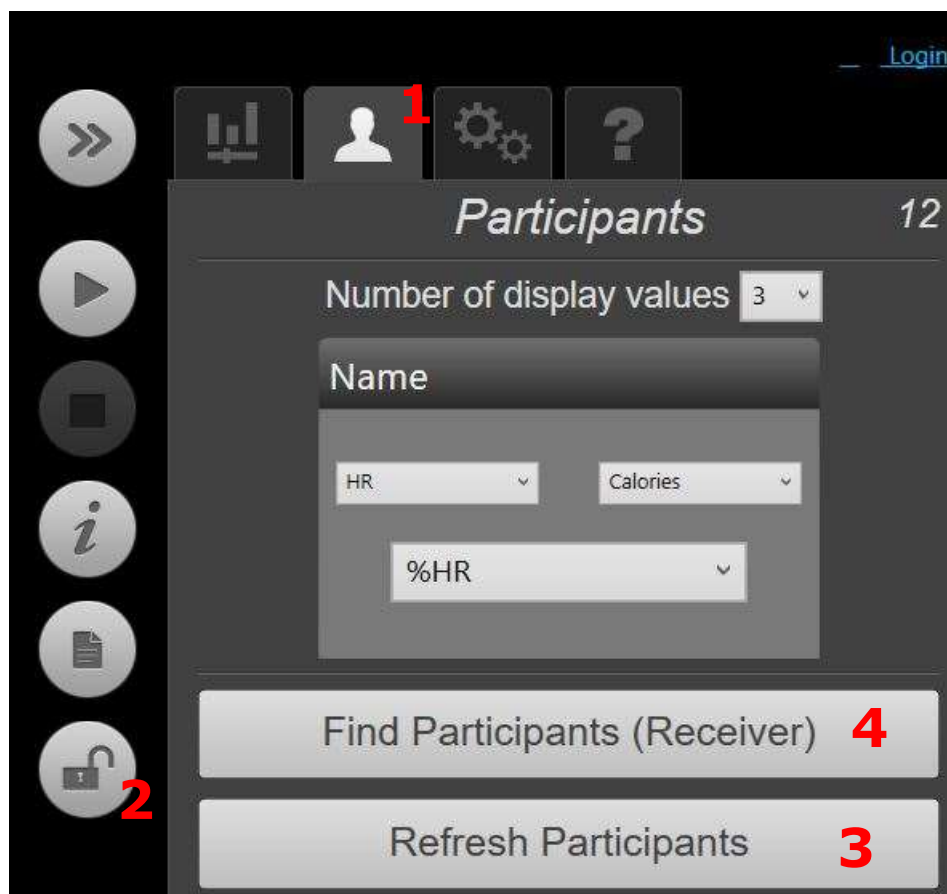 Login
1
?
Participants 12
Number of display values 3
Name
HR Calories
%HR
i
Find Participants (Receiver) 4
2
Refresh Participants 3